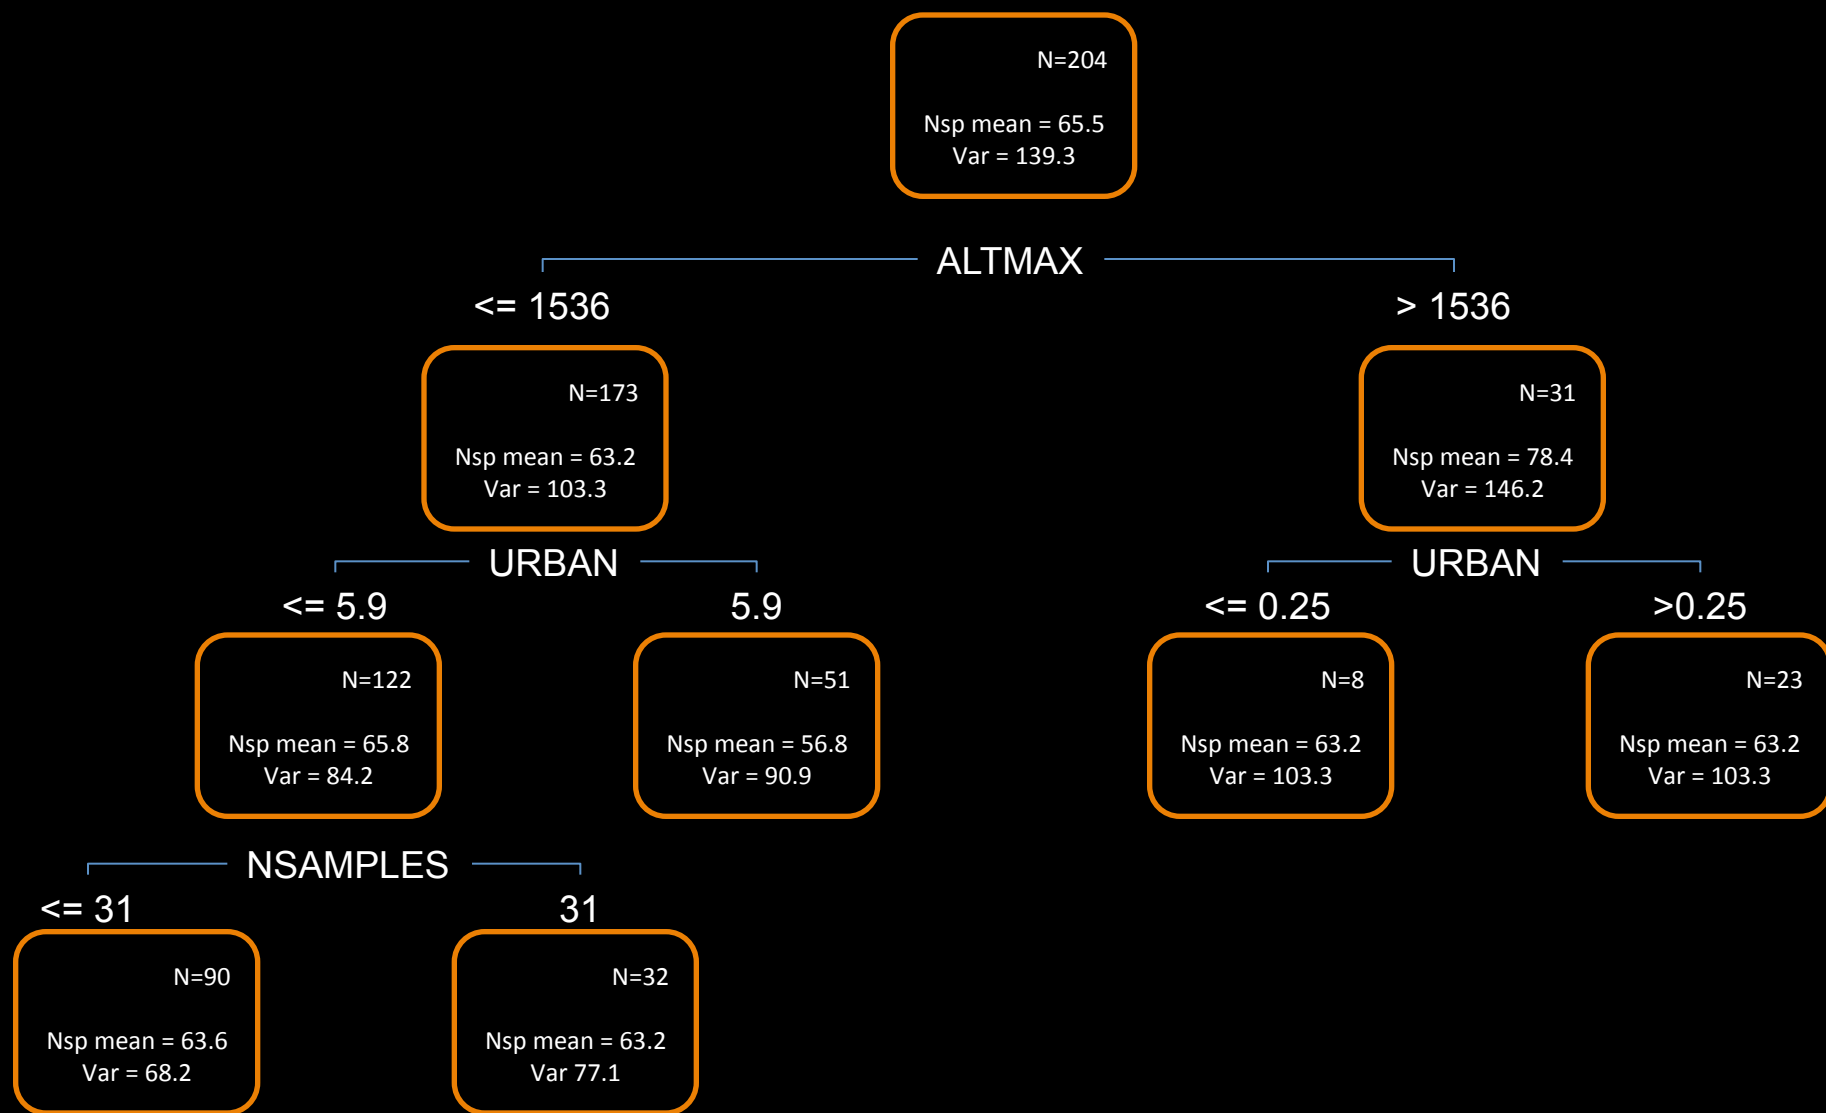 N=204
Nsp mean = 65.5
Var = 139.3
ALTMAX
<= 1536
> 1536
N=173
Nsp mean = 63.2
Var = 103.3
N=31
Nsp mean = 78.4
Var = 146.2
URBAN
URBAN
<= 5.9
5.9
<= 0.25
>0.25
N=122
Nsp mean = 65.8
Var = 84.2
N=51
Nsp mean = 56.8
Var = 90.9
N=8
Nsp mean = 63.2
Var = 103.3
N=23
Nsp mean = 63.2
Var = 103.3
NSAMPLES
<= 31
31
N=90
Nsp mean = 63.6
Var = 68.2
N=32
Nsp mean = 63.2
Var 77.1